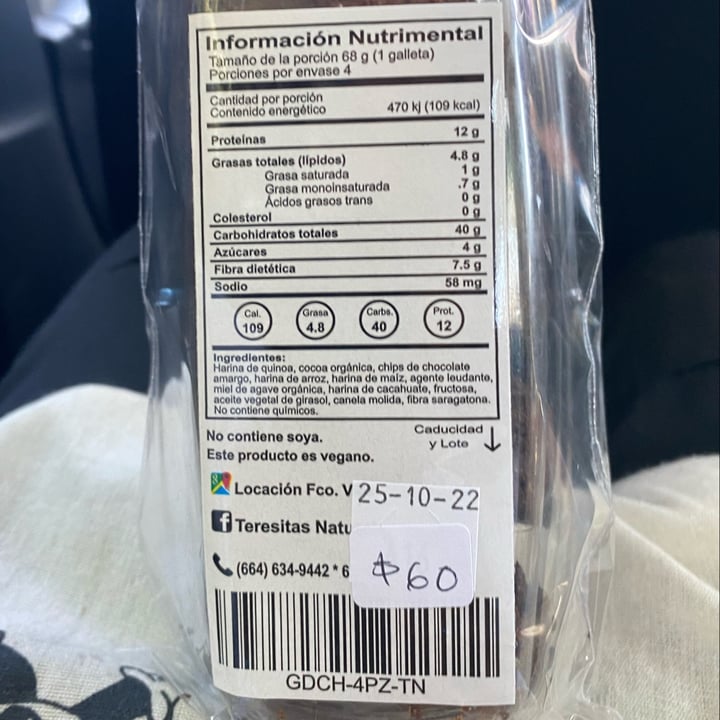 Información Nutrimental
Tamaño de la porción 68 g (1 galleta)
Porciones por envase 4
Cantidad por porción
Contenido energético 470 kj (109 kcal)
Proteinas 12 g
Grasas totales (lípidos) 4.8 g
Grasa saturada 1 g
Grasa monoinsaturada .7 g
Ácidos grasos trans 0 g
Colesterol 0 g
Carbohidratos totales 40 g
Azúcares 4 g
Fibra dietética 7.5 g
Sodio 58 mg
Cal. Grasa Carbs. Prot.
109 4.8 40 12
Ingredientes:
Harina de quinoa, cocoa orgánica, chips de chocolate
amargo, harina de arroz, harina de maíz, agente leudante,
miel de agave orgánica, harina de cacahuate, fructosa,
aceite vegetal de girasol, canela molida, fibra saragatona.
No contiene quimicos.
No contiene soya.
Este producto es vegano.
Caducidad
y Lote
Locación Fco. V
25-10-22
Teresitas Natu
(664) 634-9442 * 6
$60
GDCH-4PZ-TN